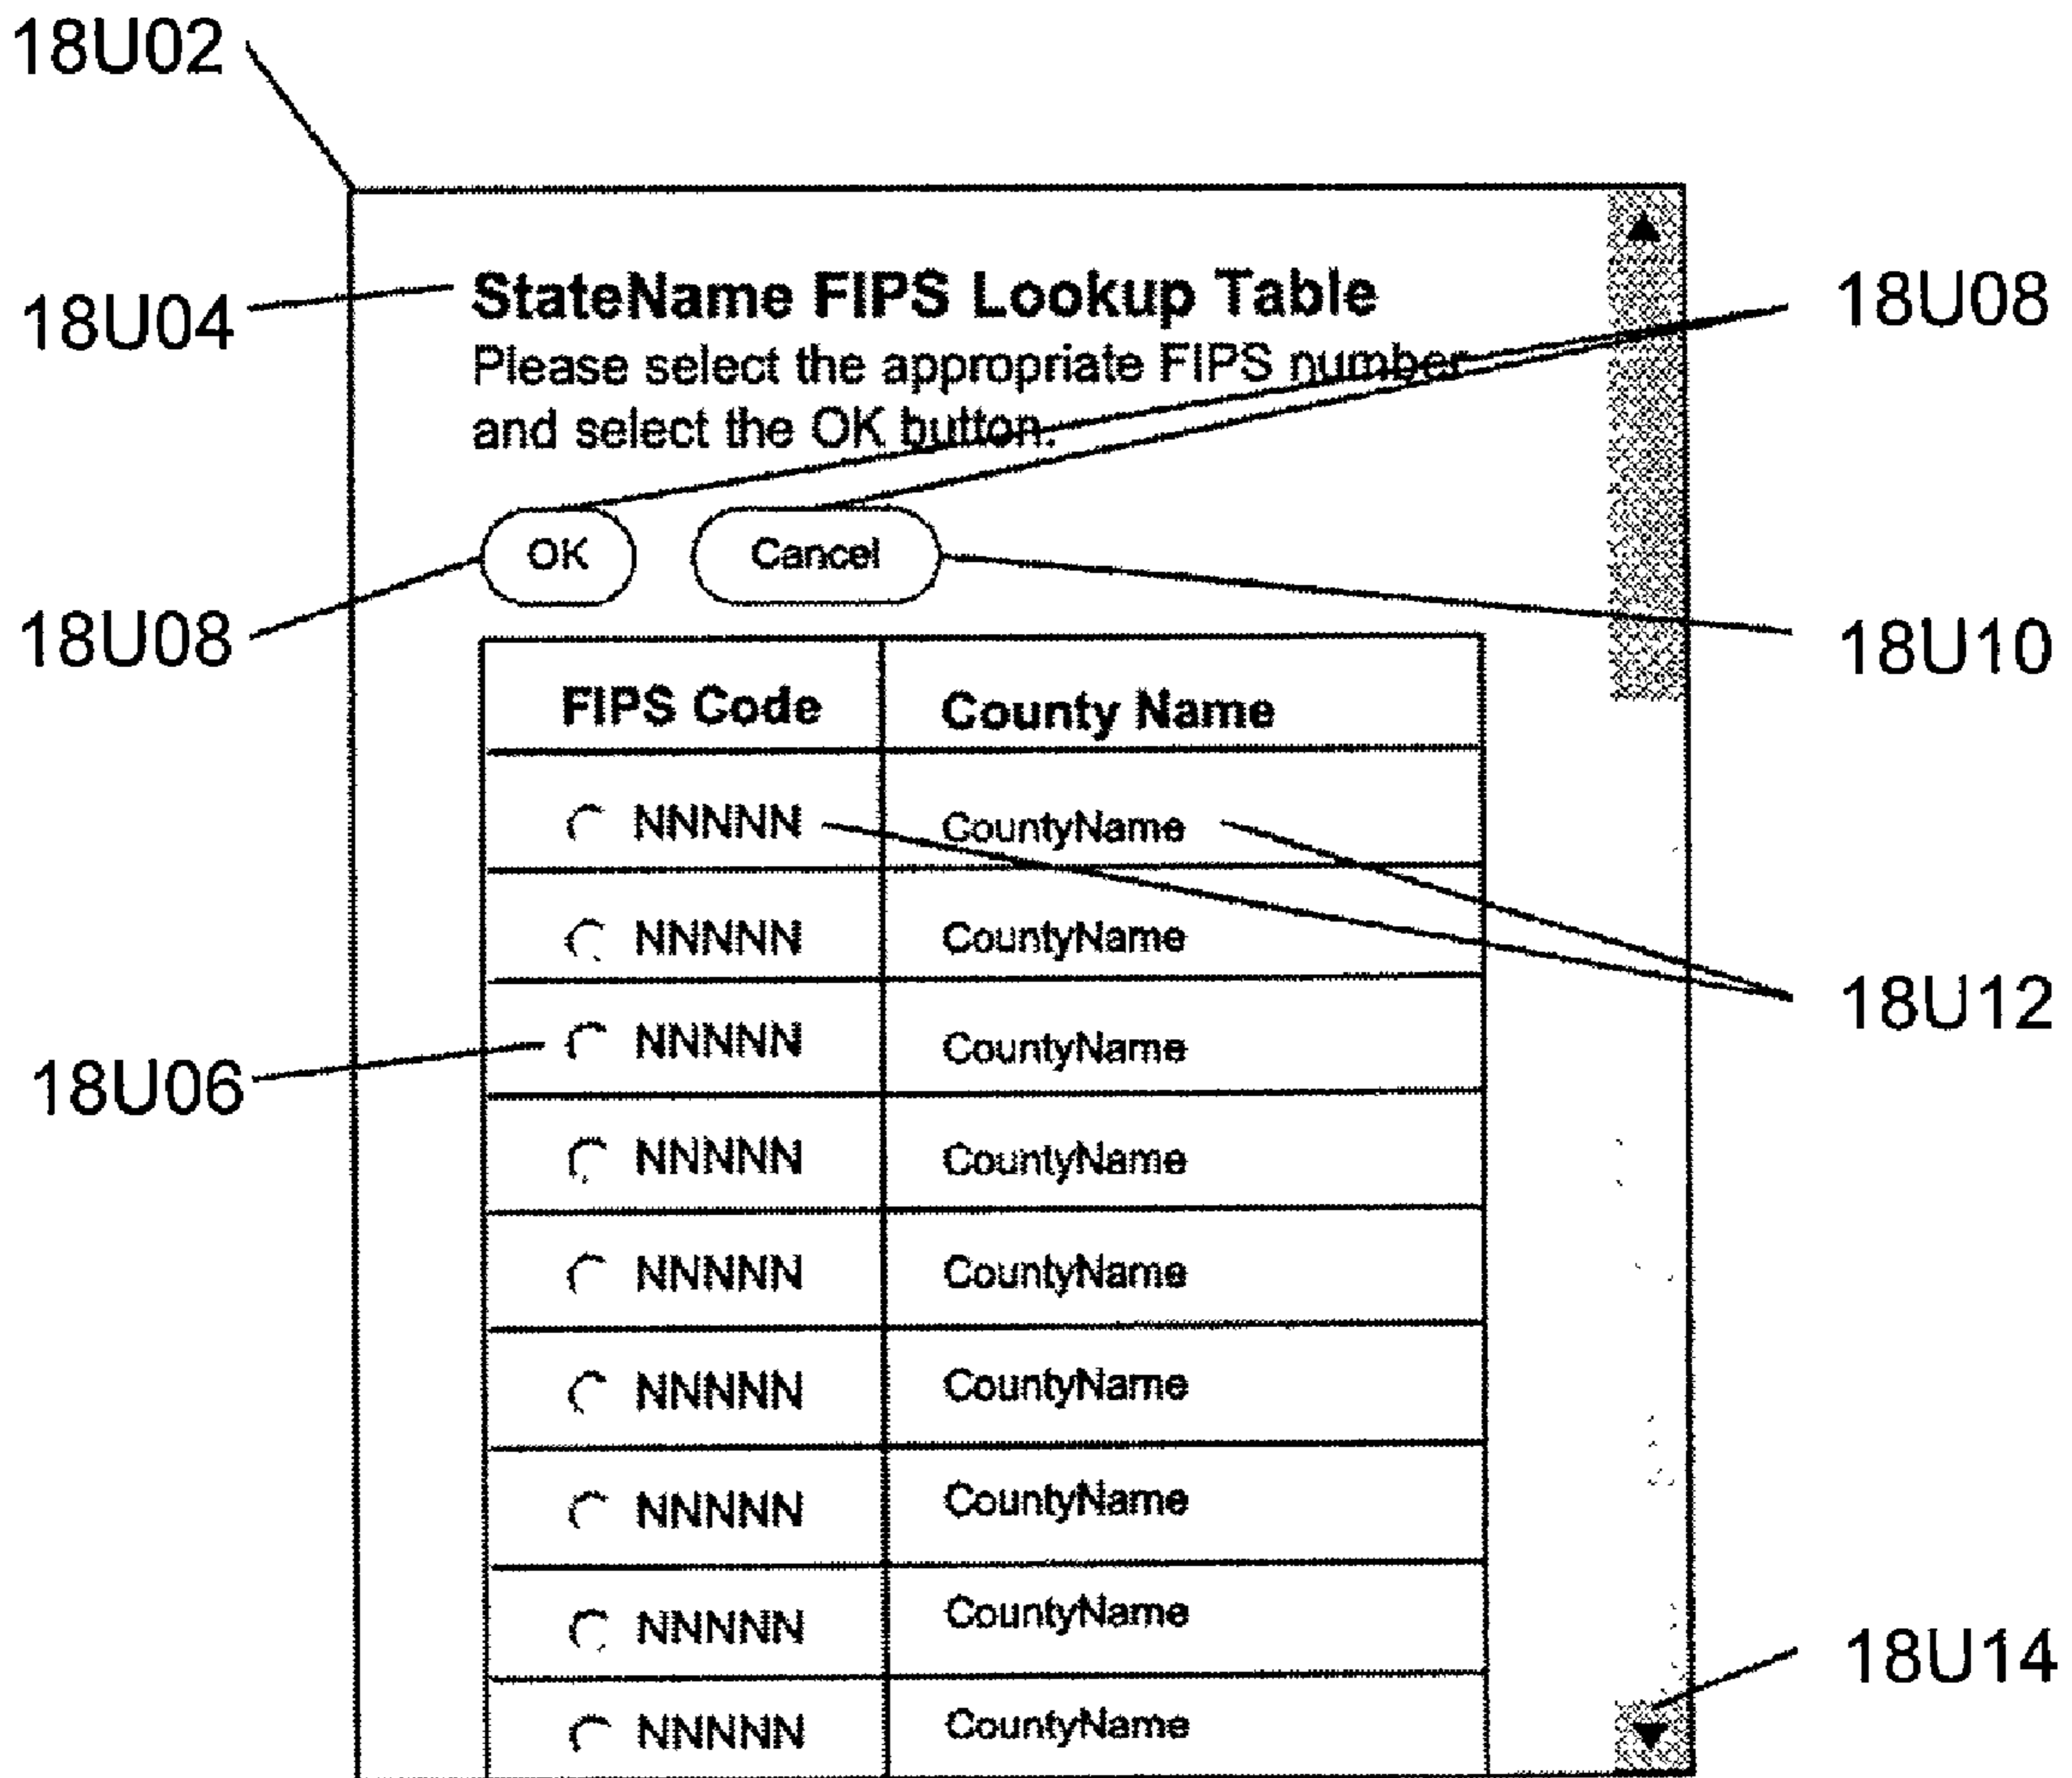 18U02
StateName FIPS Lookup Table
18U04
18U08
Please select the appropriate FIPS number
and select the OK button.
OK Cancel
18U08
18U10
FIPS Code County Name
NNNNN CountyName
NNNNN CountyName
18U12
NNNNN CountyName
18U06
NNNNN CountyName
NNNNN CountyName
NNNNN CountyName
NNNNN CountyName
NNNNN CountyName
18U14
NNNNN CountyName